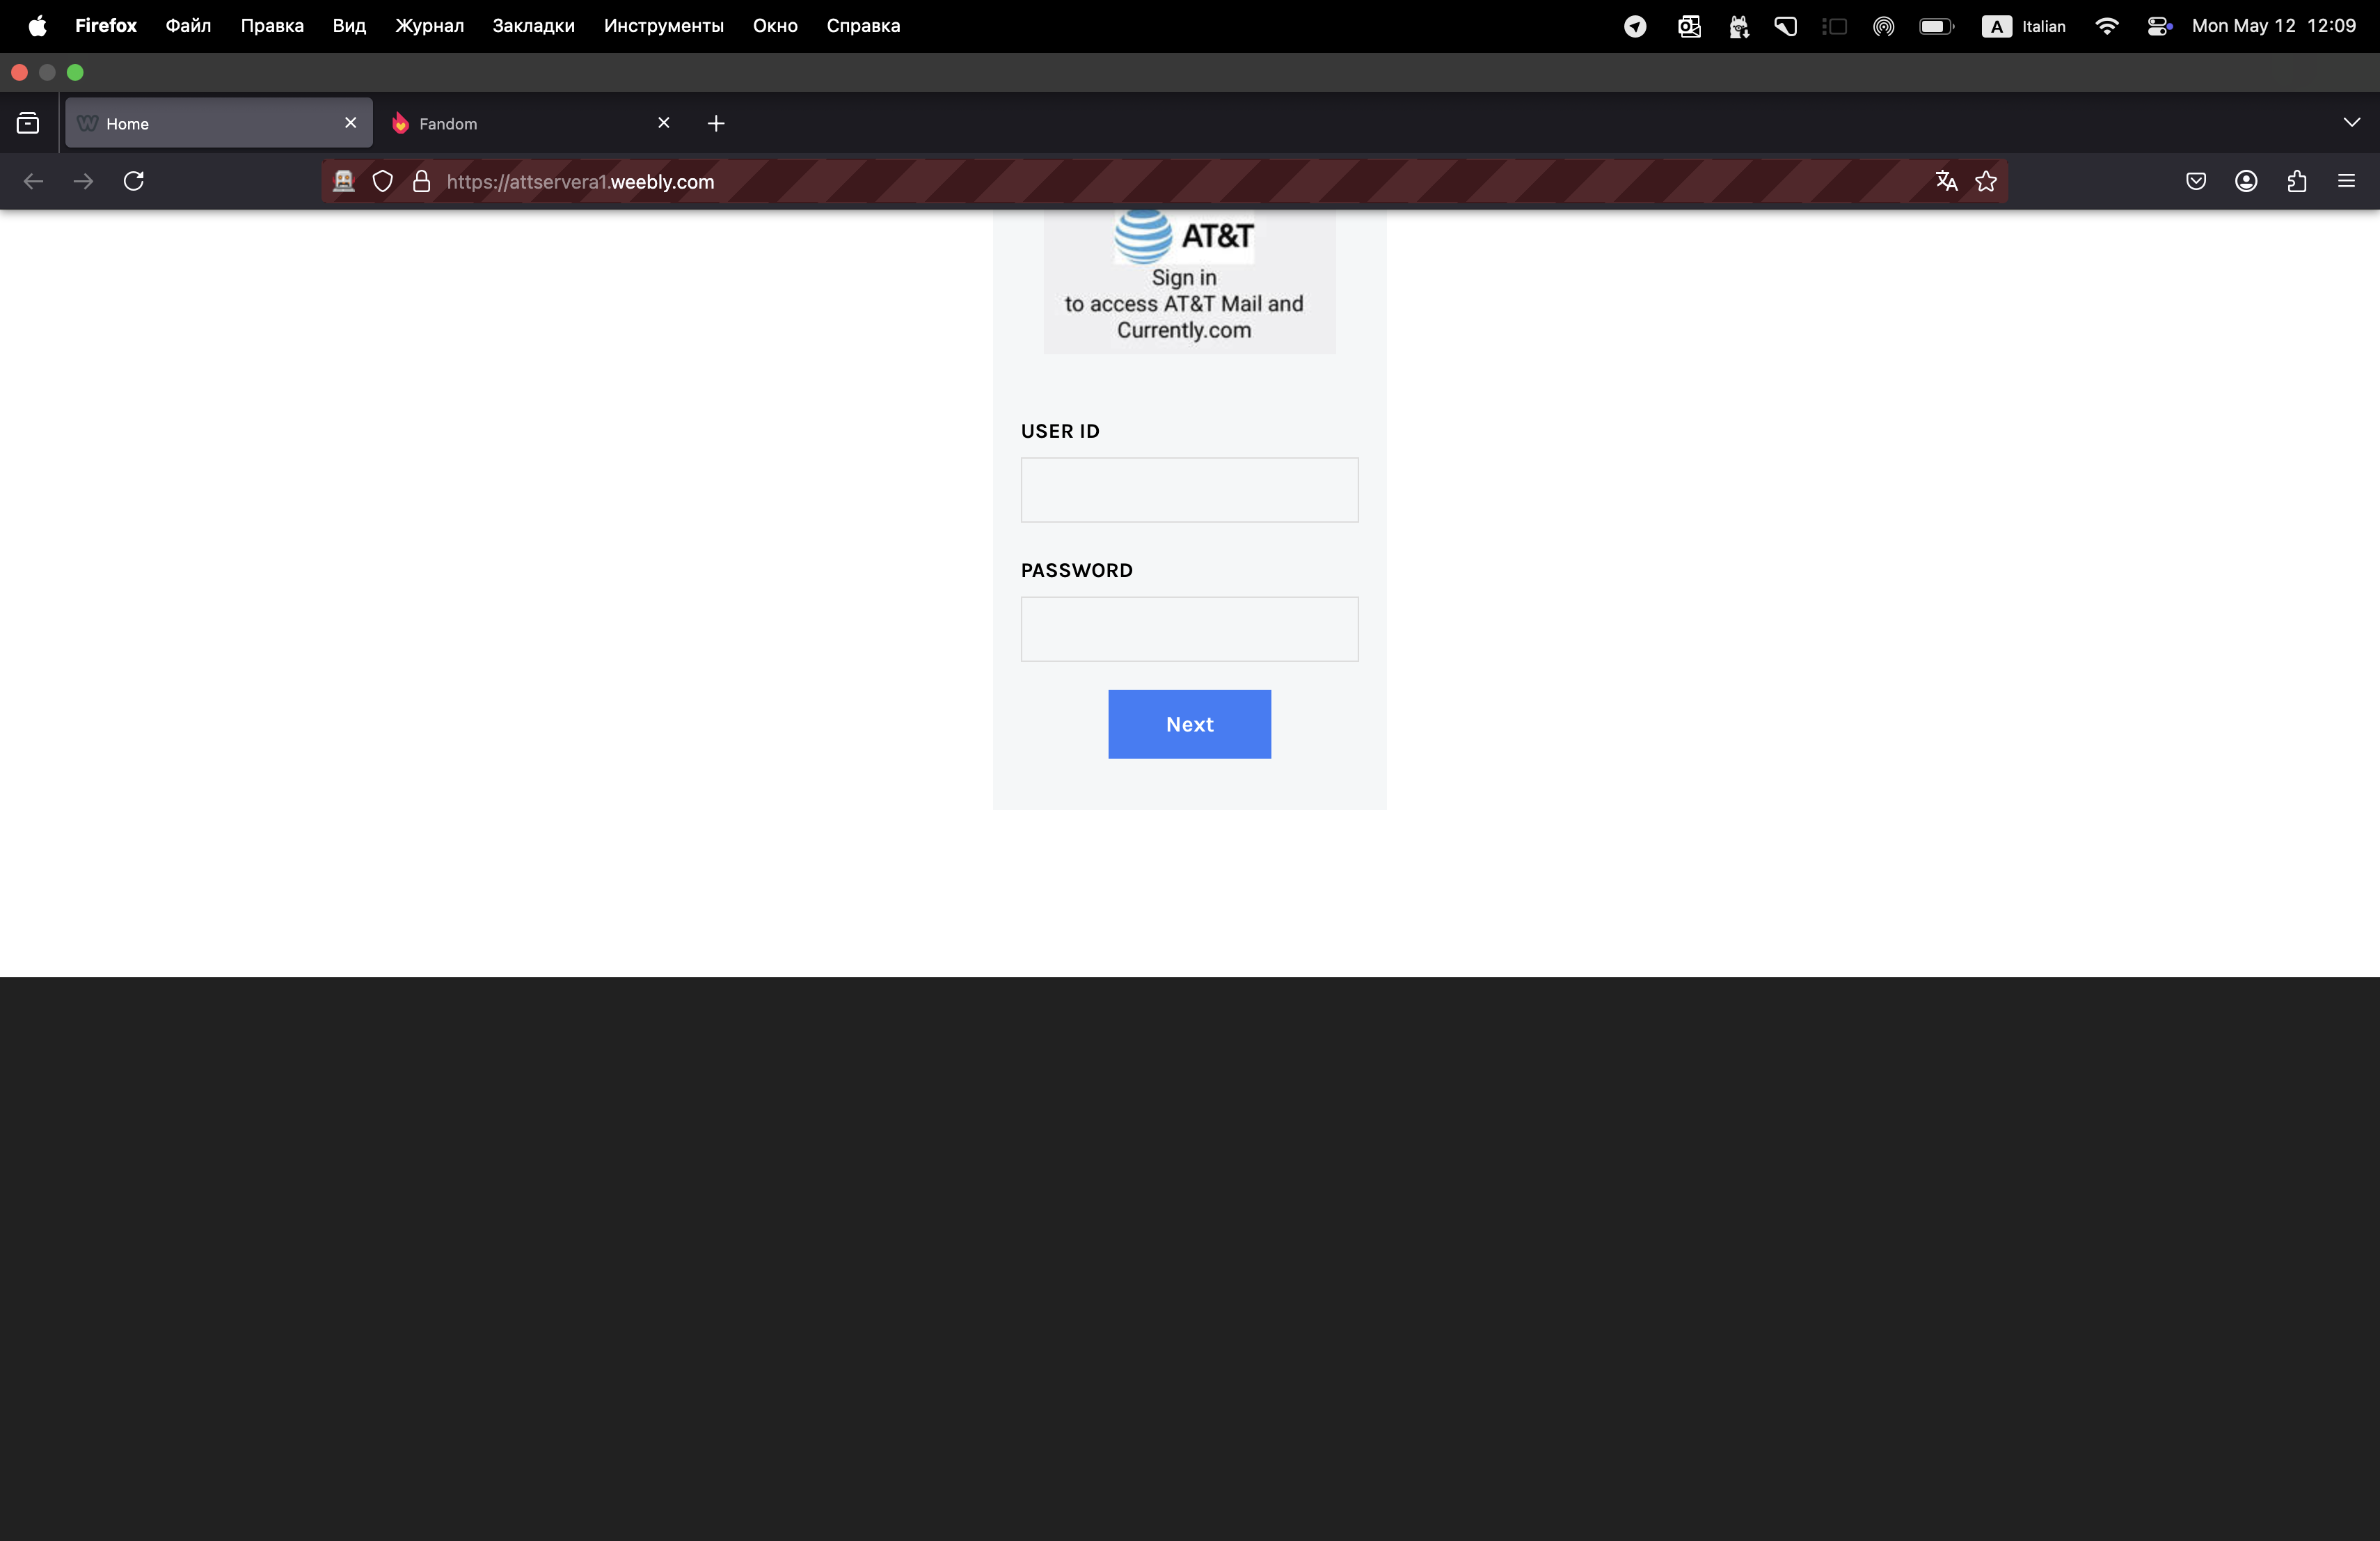 Firefox Файл Правка Вид Журнал Закладки Инструменты Окно Справка A Italian Mon May 12 12:09
Home Fandom
https://attservera1.weebly.com
AT&T
Sign in
to access AT&T Mail and
Currently.com
USER ID
PASSWORD
Next